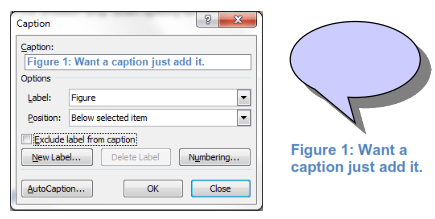 Caption
Caption:
Figure 1: Want a caption just add it.
Options
Label: Figure
Position: Below selected item
Exclude label from caption
New Label... Delete Label Numbering...
AutoCaption... OK Close
Figure 1: Want a
caption just add it.